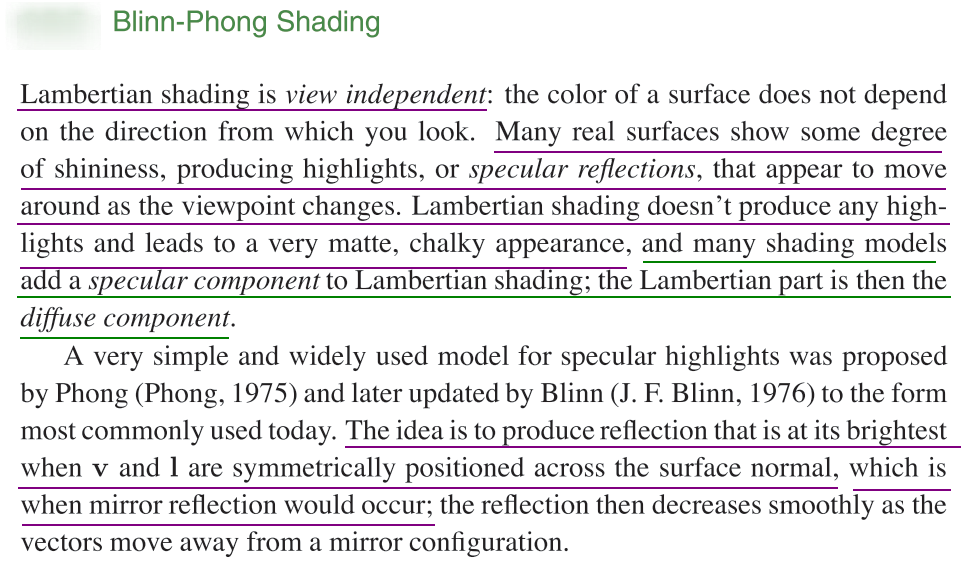 Blinn-Phong Shading
Lambertian shading is view independent: the color of a surface does not depend
on the direction from which you look. Many real surfaces show some degree
of shininess, producing highlights, or specular reflections, that appear to move
around as the viewpoint changes. Lambertian shading doesn’t produce any high-
lights and leads to a very matte, chalky appearance, and many shading models
add a specular component to Lambertian shading; the Lambertian part is then the
diffuse component.
A very simple and widely used model for specular highlights was proposed
by Phong (Phong, 1975) and later updated by Blinn (J. F. Blinn, 1976) to the form
most commonly used today. The idea is to produce reflection that is at its brightest
when v and l are symmetrically positioned across the surface normal, which is
when mirror reflection would occur; the reflection then decreases smoothly as the
vectors move away from a mirror configuration.